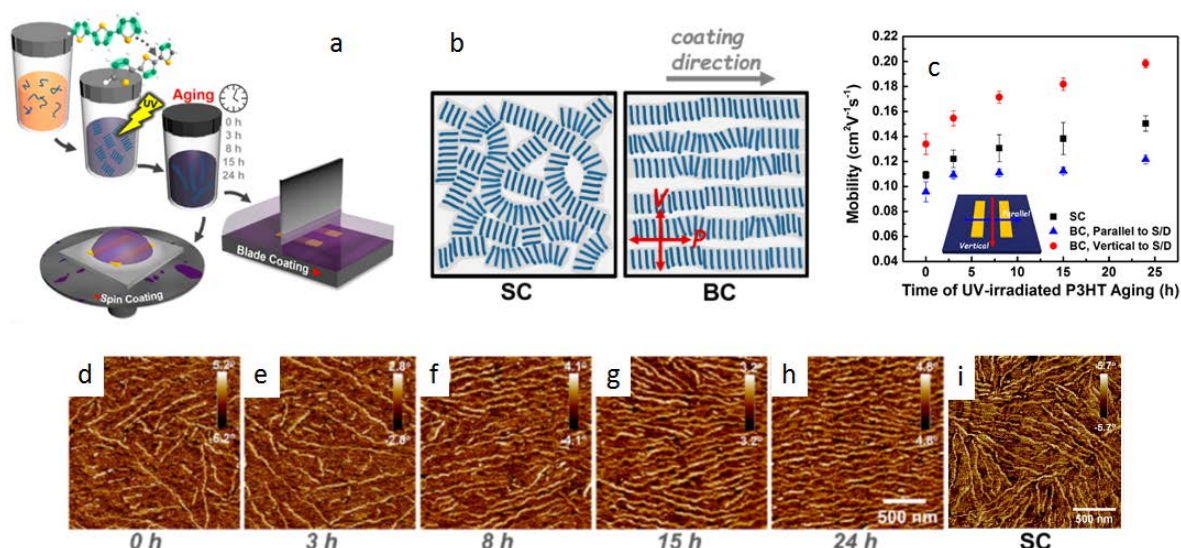 a
UV
Aging
0 h
3 h
8 h
15 h
24 h
Spin Coating
Blade Coating
b
coating
direction
V
P
SC
BC
c
Mobility (cm²V⁻¹s⁻¹)
0.22
0.20
0.18
0.16
0.14
0.12
0.10
0.08
0.06
0.04
Parallel
Vertical
SC
BC, Parallel to S/D
BC, Vertical to S/D
0
5
10
15
20
25
Time of UV-irradiated P3HT Aging (h)
d
5.2°
-5.2°
0 h
e
2.8°
-2.8°
3 h
f
4.1°
-4.1°
8 h
g
3.2°
-3.2°
15 h
h
4.6°
-4.6°
500 nm
24 h
i
-5.7°
-5.7°
500 nm
SC